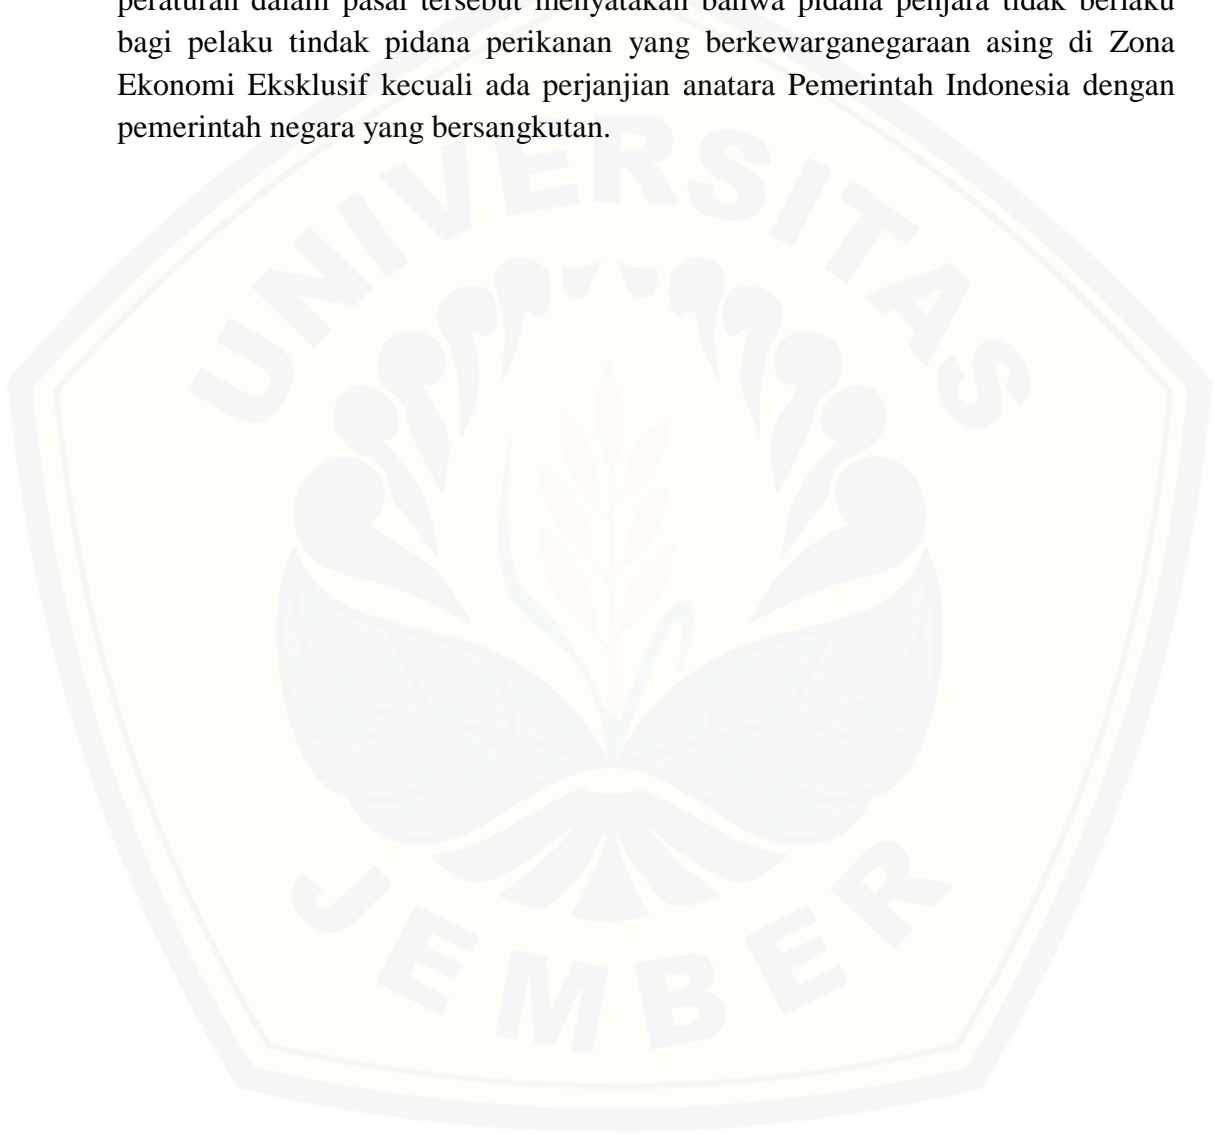 peraturan dalam pasal tersebut menyatakan bahwa pidana penjara tidak berlaku
bagi pelaku tindak pidana perikanan yang berkewarganegaraan asing di Zona
Ekonomi Eksklusif kecuali ada perjanjian anatara Pemerintah Indonesia dengan
pemerintah negara yang bersangkutan.
UNIVERSITAS
JEMBER